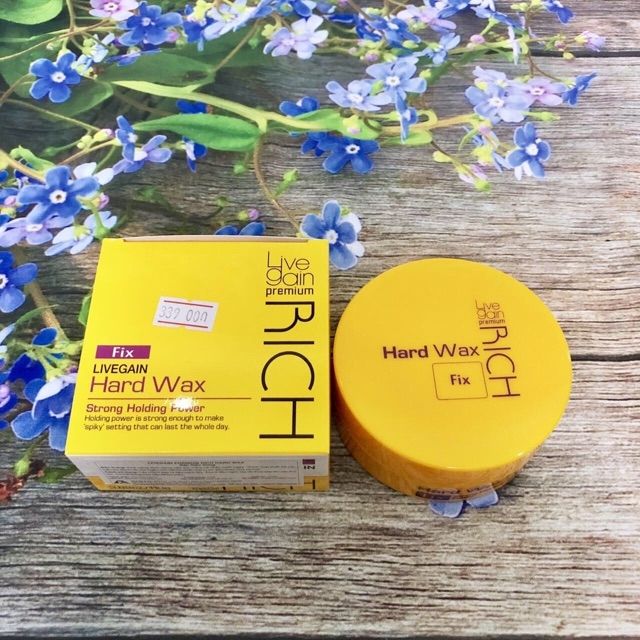 Live
gain
premium
RICH
339 000
Fix
LIVEGAIN
Hard Wax
Strong Holding Power
Holding power is strong enough to make
'spiky' setting that can last the whole day.
Live
gain
premium
RICH
Hard Wax
Fix